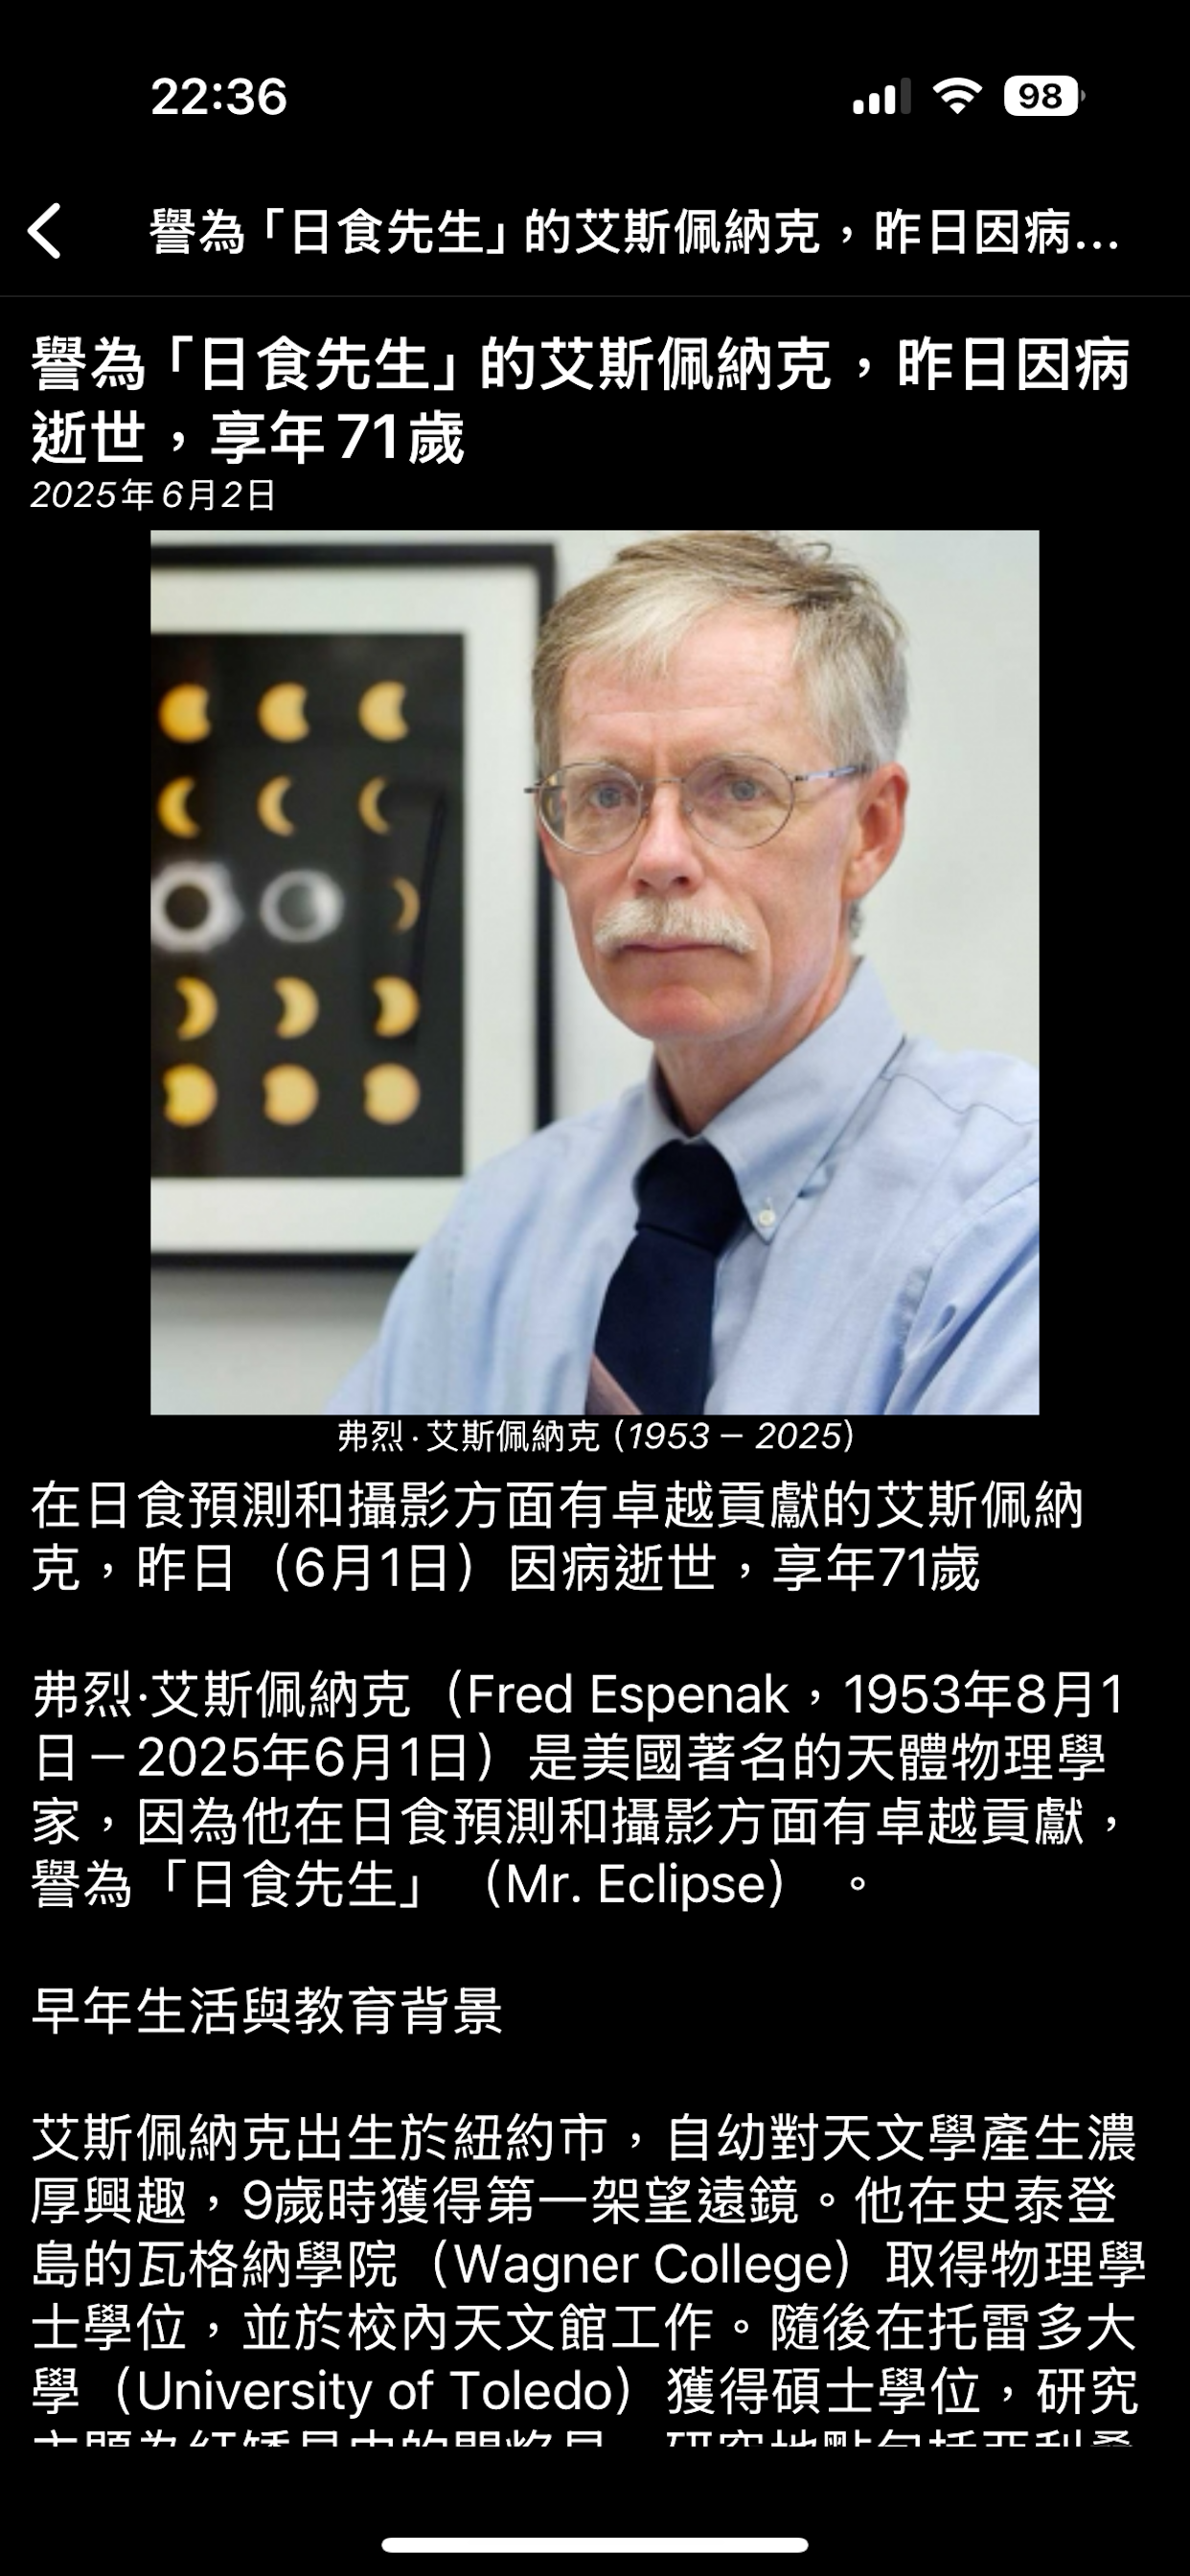 22:36
98
譽為「日食先生」的艾斯佩納克，昨日因病...
譽為「日食先生」的艾斯佩納克，昨日因病
逝世，享年71歲
2025年6月2日
弗烈·艾斯佩納克（1953 – 2025）
在日食預測和攝影方面有卓越貢獻的艾斯佩納
克，昨日（6月1日）因病逝世，享年71歲
弗烈·艾斯佩納克（Fred Espenak，1953年8月1
日－2025年6月1日）是美國著名的天體物理學
家，因為他在日食預測和攝影方面有卓越貢獻，
譽為「日食先生」（Mr. Eclipse）。
早年生活與教育背景
艾斯佩納克出生於紐約市，自幼對天文學產生濃
厚興趣，9歲時獲得第一架望遠鏡。他在史泰登
島的瓦格納學院（Wagner College）取得物理學
士學位，並於校內天文館工作。隨後在托雷多大
學（University of Toledo）獲得碩士學位，研究